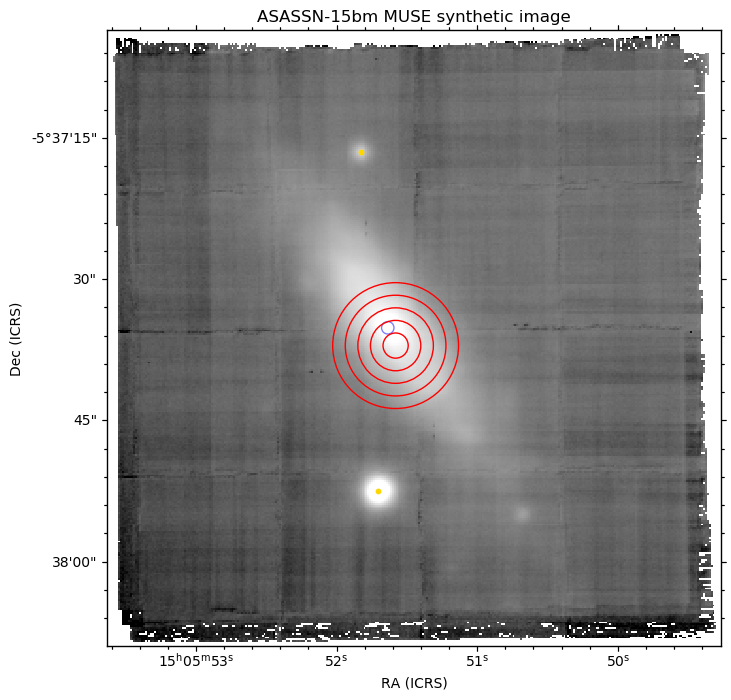 ASASSN-15bm MUSE synthetic image
-5°37'15"
30"
45"
38'00"
Dec (ICRS)
15ʰ05ᵐ53ˢ
52ˢ
51ˢ
50ˢ
RA (ICRS)